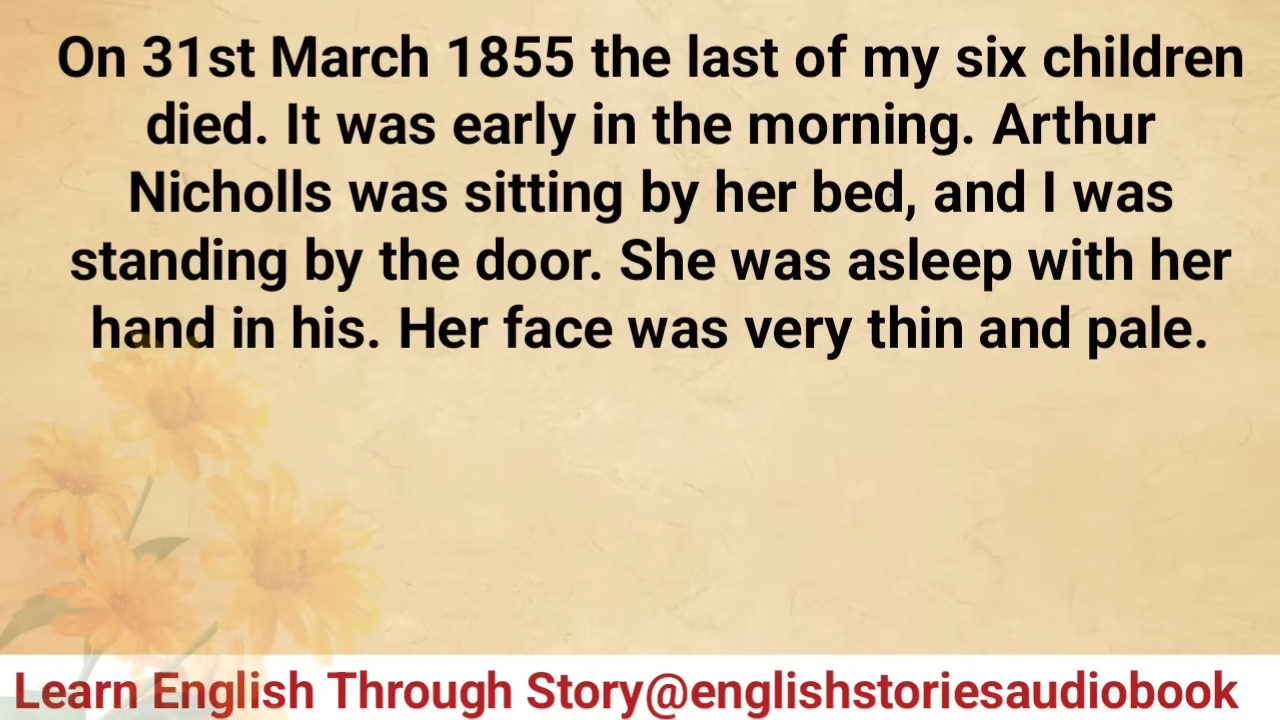 On 31st March 1855 the last of my six children
died. It was early in the morning. Arthur
Nicholls was sitting by her bed, and I was
standing by the door. She was asleep with her
hand in his. Her face was very thin and pale.
Learn English Through Story@englishstoriesaudiobook